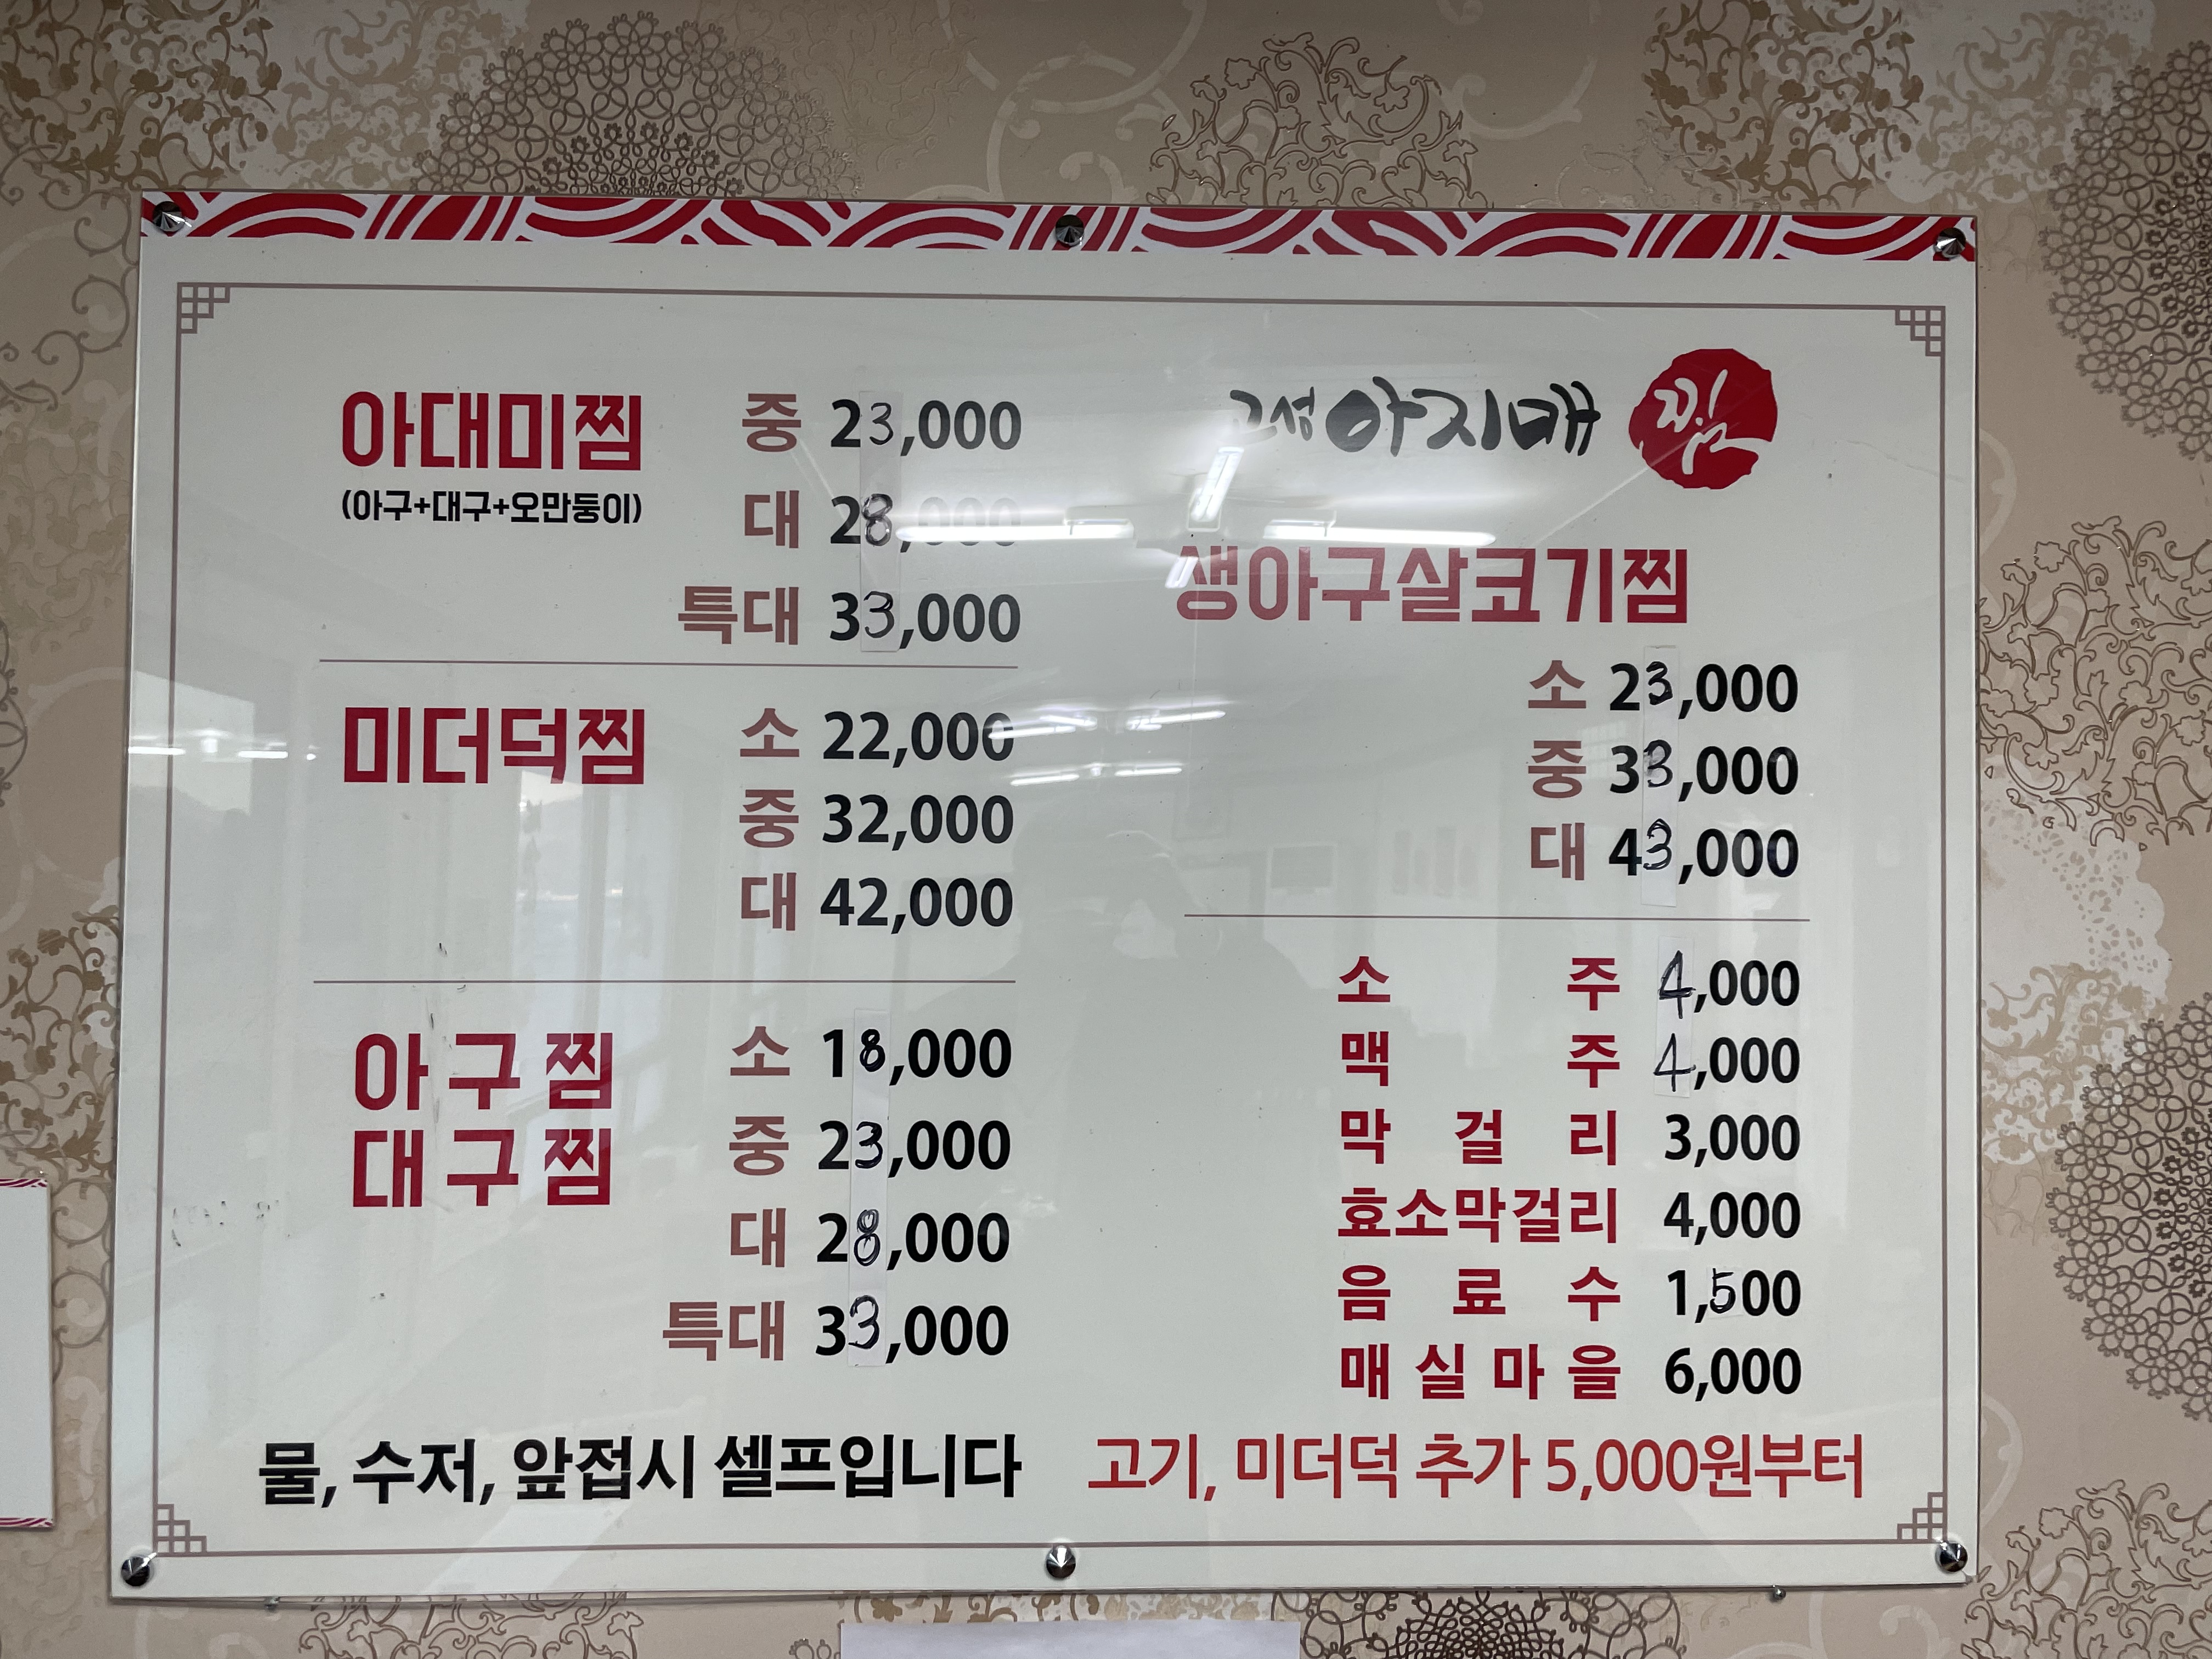 아대미찜 중 23,000
(아구+대구+오만둥이)
대 28,000
특대 33,000
미더덕찜 소 22,000
중 32,000
대 42,000
아구찜 소 18,000
대구찜 중 23,000
대 28,000
특대 33,000
물, 수저, 앞접시 셀프입니다
고성 아지매 찜
생아구살코기찜
소 23,000
중 33,000
대 43,000
소주 4,000
맥주 4,000
막걸리 3,000
효소막걸리 4,000
음료수 1,500
매실마을 6,000
고기, 미더덕 추가 5,000원부터